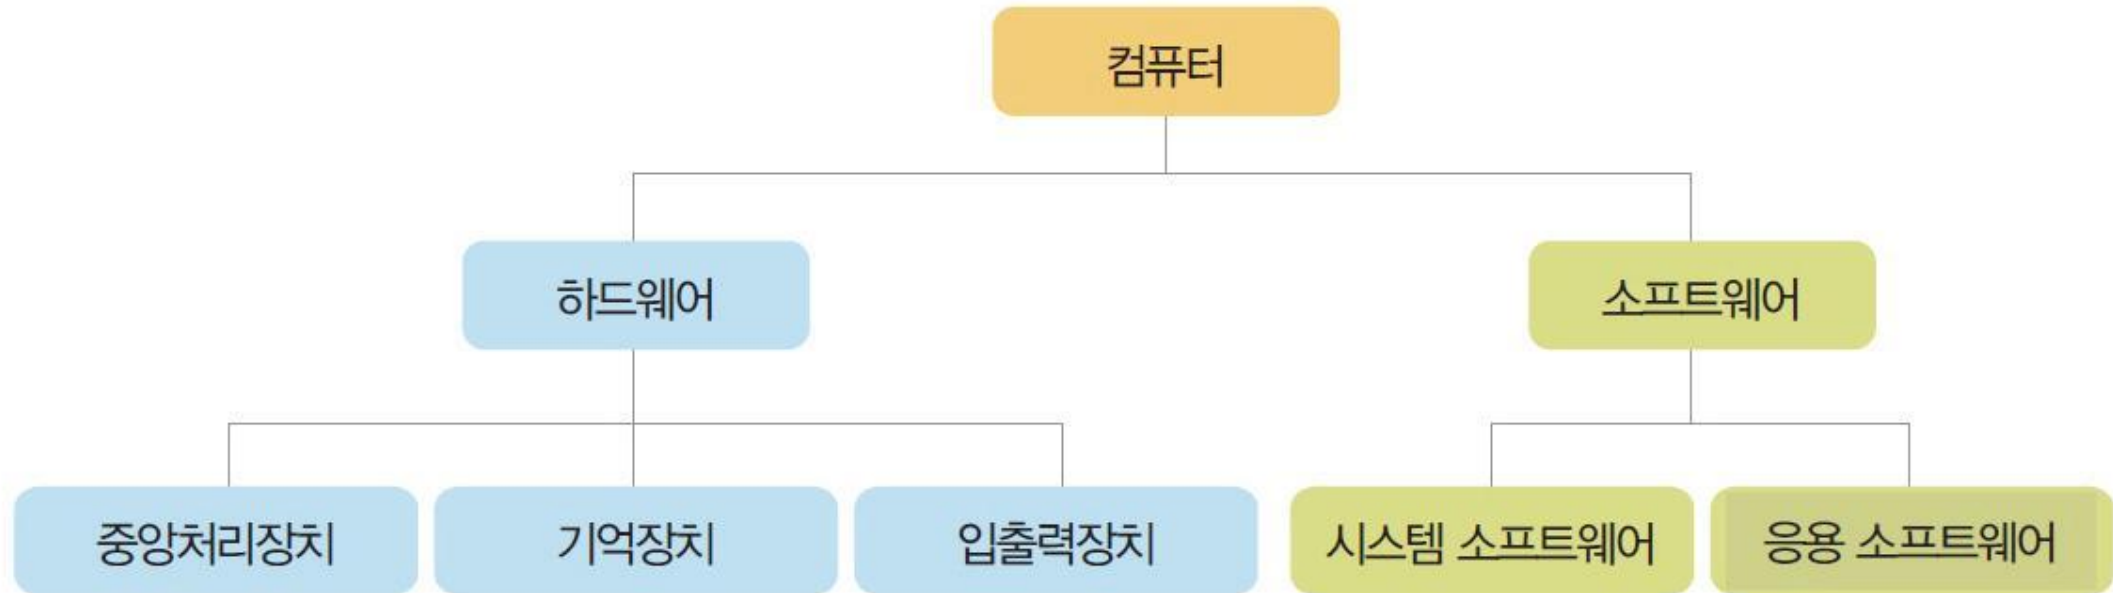 컴퓨터
하드웨어
소프트웨어
중앙처리장치
기억장치
입출력장치
시스템 소프트웨어
응용 소프트웨어